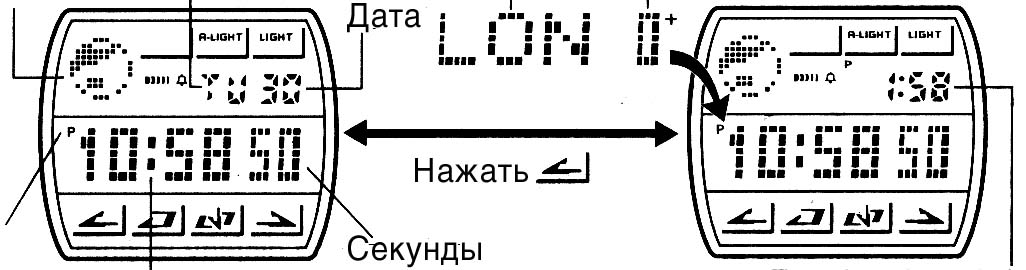 Дата
LON 0+
A-LIGHT LIGHT
TU 30
P
10:58 50
A-LIGHT LIGHT
P
1:58
P
10:58 50
Нажать
Секунды